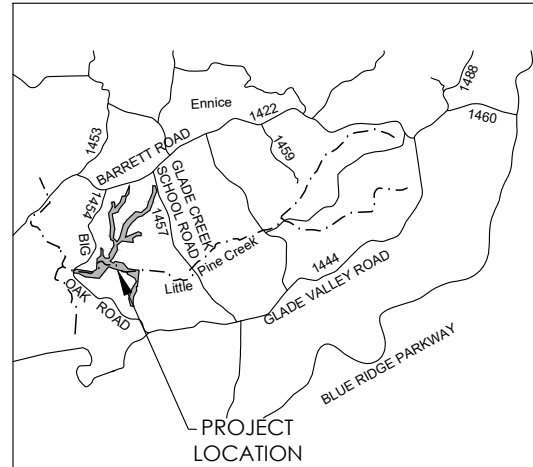 Ennice
1488
1422
1460
1453
BARRETT ROAD
1459
GLADE CREEK
SCHOOL ROAD
1454
1457
BIG
OAK ROAD
Little Pine Creek
1444
GLADE VALLEY ROAD
BLUE RIDGE PARKWAY
PROJECT
LOCATION